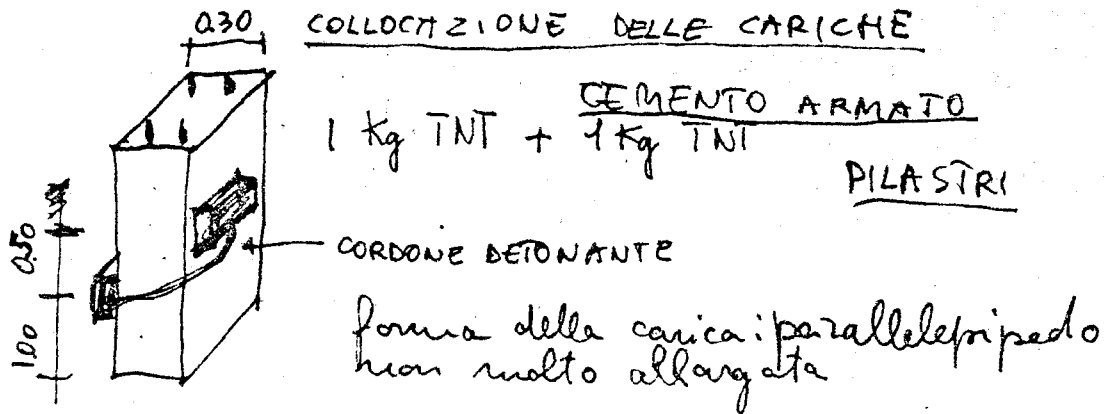 0.30
COLLOCAZIONE DELLE CARICHE
CEMENTO ARMATO
1 Kg TNT + 1 Kg TNT
PILASTRI
0.50
CORDONE DETONANTE
1.00
forma della carica: parallelepipedo
non molto allargata